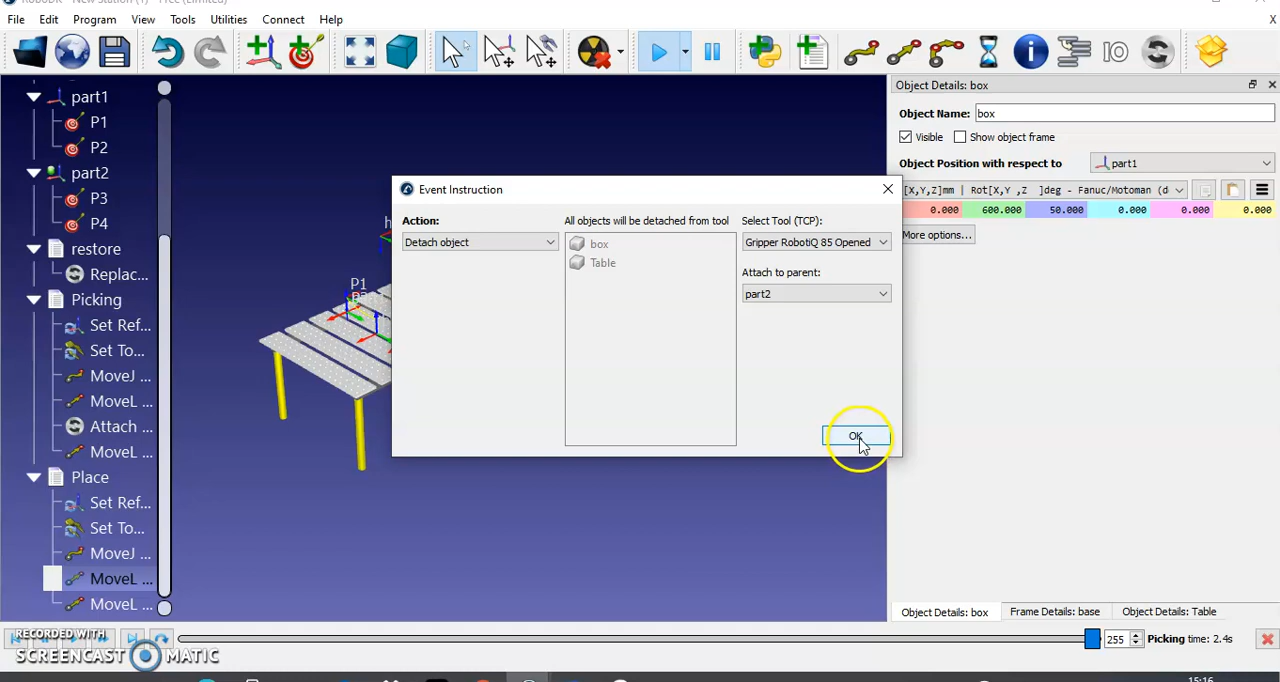 File Edit Program View Tools Utilities Connect Help
X
part1
P1
P2
part2
P3
P4
restore
Replac...
Picking
Set Ref...
Set To...
MoveJ ...
MoveL ...
Attach ...
MoveL ...
Place
Set Ref...
Set To...
MoveJ ...
MoveL ...
MoveL ...
P1
Event Instruction
Action:
Detach object
All objects will be detached from tool
box
Table
Select Tool (TCP):
Gripper RobotiQ 85 Opened
Attach to parent:
part2
OK
Object Details: box
Object Name: box
Visible Show object frame
Object Position with respect to part1
[X,Y,Z]mm | Rot[X,Y ,Z ]deg - Fanuc/Motoman (d
0.000 600.000 50.000 0.000 0.000 0.000
More options...
Object Details: box Frame Details: base Object Details: Table
255 Picking time: 2.4s
RECORDED WITH
SCREENCAST MATIC
15:16